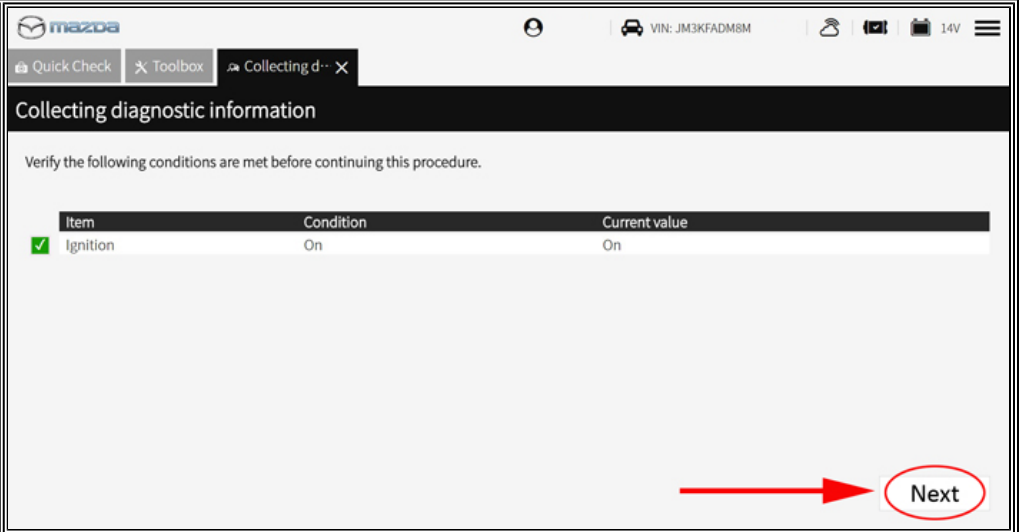 mazda VIN: JM3KFADM8M 14V
Quick Check Toolbox Collecting d···
Collecting diagnostic information
Verify the following conditions are met before continuing this procedure.
Item Condition Current value
Ignition On On
Next